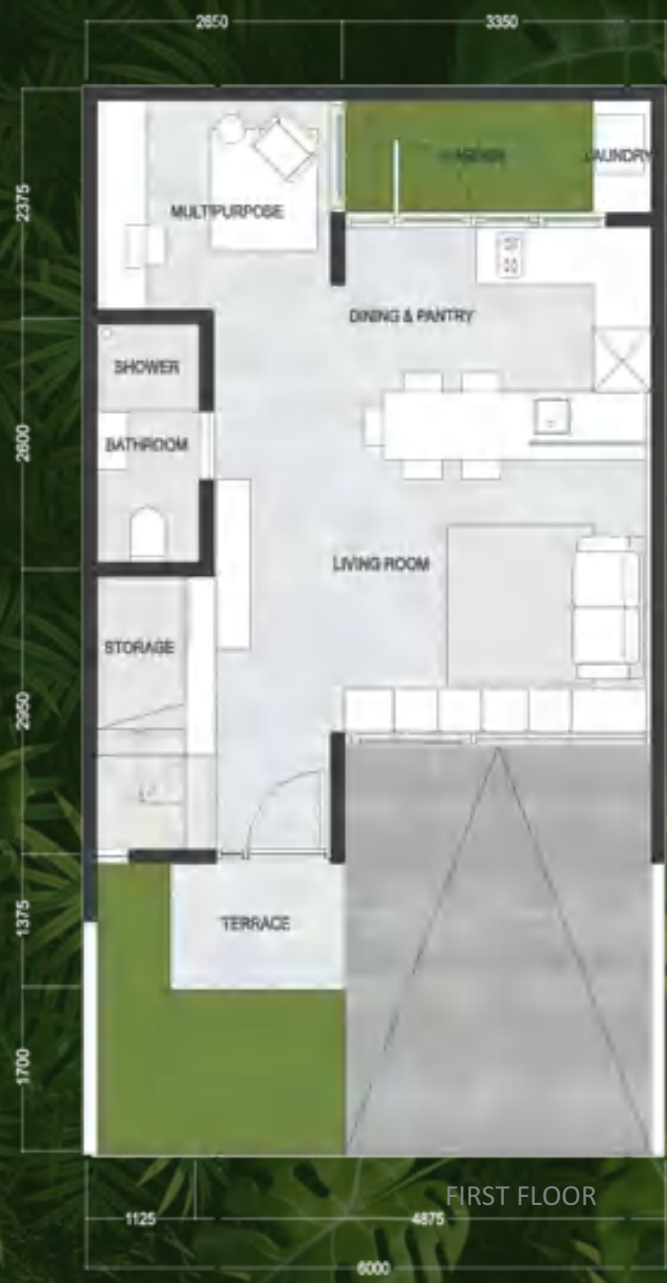 2650 3350
2375
GARDEN
LAUNDRY
MULTIPURPOSE
DINING & PANTRY
SHOWER
2600
BATHROOM
LIVING ROOM
STORAGE
2950
1375
TERRACE
1700
FIRST FLOOR
1125 4875
6000